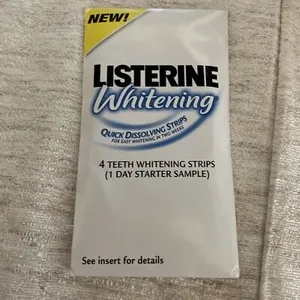 NEW!
LISTERINE
Whitening
QUICK DISSOLVING STRIPS
FOR EASY WHITENING IN TWO WEEKS
4 TEETH WHITENING STRIPS
(1 DAY STARTER SAMPLE)
See insert for details